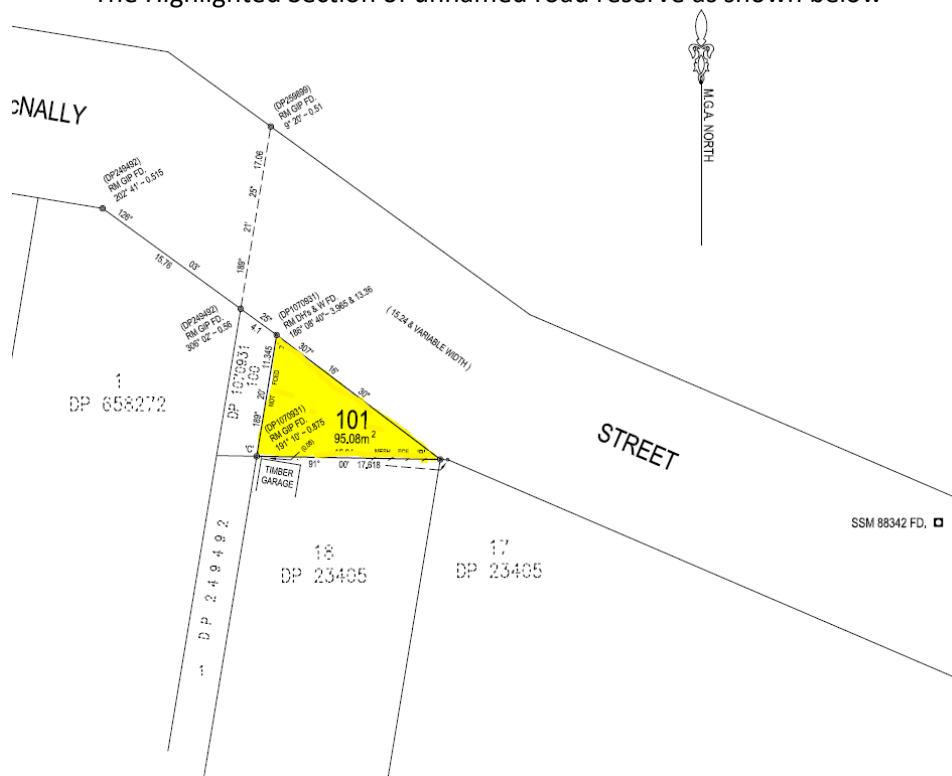 The Highlighted Section of unnamed road reserve as shown below
cNALLY
(DP259899)
RM GIP FD.
9° 20' ~ 0.51
M.G.A. NORTH
(DP249492)
RM GIP FD.
202° 41' ~ 0.515
126°
15.76
03'
189°
21'
25"
17.06
(DP249492)
RM GIP FD.
306° 02' ~ 0.56
25"
4.1
(DP1070931)
RM DH's & W FD.
186° 08' 40"~ 3.965 & 13.36
( 15.24 & VARIABLE WIDTH )
307°
16'
30"
1
DP 658272
DP 1070931
100
189°
20'
11.345
NOT FCED
(DP1070931)
RM GIP FD.
191° 10' ~ 0.875
(0.06)
101
95.08m²
91° 00' 17.618
TIMBER
GARAGE
STREET
SSM 88342 FD.
18
DP 23405
17
DP 23405
1 DP 249492